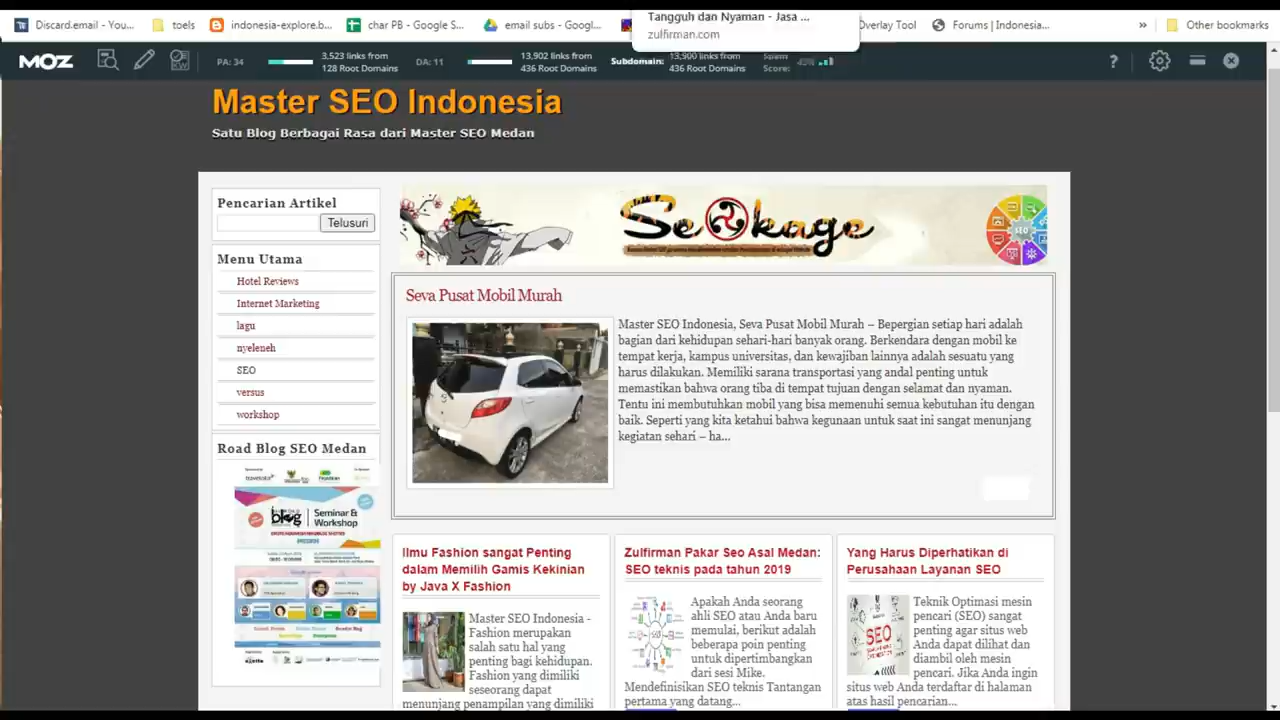 Discard.email - You...
toels
indonesia-explore.b...
char PB - Google S...
email subs - Googl...
Tangguh dan Nyaman - Jasa ...
zulfirman.com
Overlay Tool
Forums | Indonesia...
»
Other bookmarks
MOZ
PA: 34
3,523 links from
128 Root Domains
DA: 11
13,902 links from
436 Root Domains
Subdomain:
13,900 links from
436 Root Domains
Spam
Score:
Master SEO Indonesia
Satu Blog Berbagai Rasa dari Master SEO Medan
Pencarian Artikel
Telusuri
Menu Utama
Hotel Reviews
Internet Marketing
lagu
nyeleneh
SEO
versus
workshop
Road Blog SEO Medan
blog
Seminar &
Workshop
Seokage
SEO
Seva Pusat Mobil Murah
Master SEO Indonesia, Seva Pusat Mobil Murah – Bepergian setiap hari adalah
bagian dari kehidupan sehari-hari banyak orang. Berkendara dengan mobil ke
tempat kerja, kampus universitas, dan kewajiban lainnya adalah sesuatu yang
harus dilakukan. Memiliki sarana transportasi yang andal penting untuk
memastikan bahwa orang tiba di tempat tujuan dengan selamat dan nyaman.
Tentu ini membutuhkan mobil yang bisa memenuhi semua kebutuhan itu dengan
baik. Seperti yang kita ketahui bahwa kegunaan untuk saat ini sangat menunjang
kegiatan sehari – ha...
Ilmu Fashion sangat Penting
dalam Memilih Gamis Kekinian
by Java X Fashion
Master SEO Indonesia -
Fashion merupakan
salah satu hal yang
penting bagi kehidupan.
Fashion yang dimiliki
seseorang dapat
menunjang penampilan yang dimiliki
Zulfirman Pakar Seo Asal Medan:
SEO teknis pada tahun 2019
Apakah Anda seorang
ahli SEO atau Anda baru
memulai, berikut adalah
beberapa poin penting
untuk dipertimbangkan
dari sesi Mike.
Mendefinisikan SEO teknis Tantangan
pertama yang datang...
Yang Harus Diperhatikan di
Perusahaan Layanan SEO
SEO
Teknik Optimasi mesin
pencari (SEO) sangat
penting agar situs web
Anda dapat dilihat dan
diambil oleh mesin
pencari. Jika Anda ingin
situs web Anda terdaftar di halaman
atas hasil pencarian...